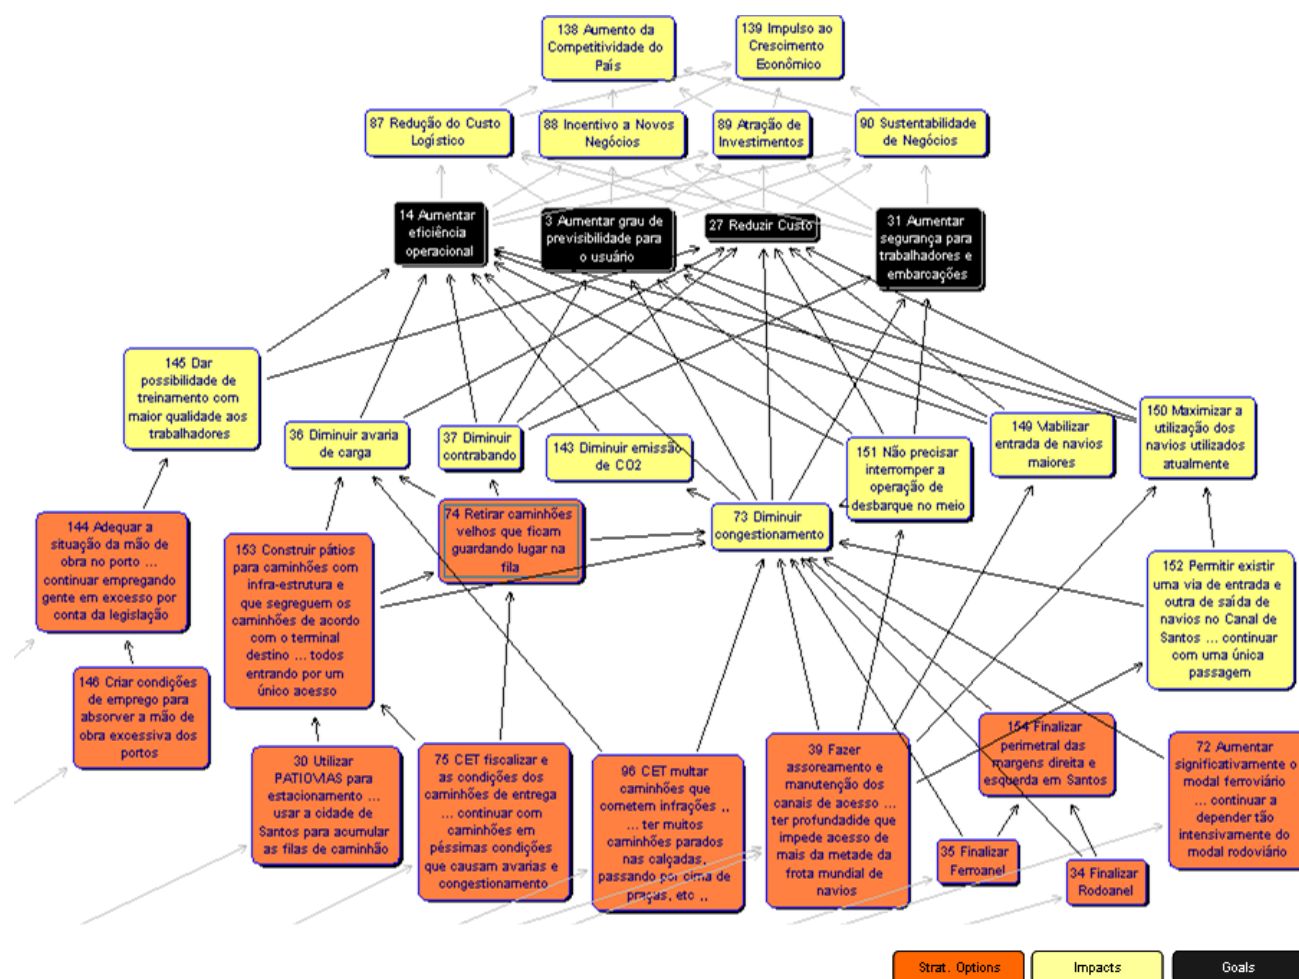 138 Aumento da
Competitividade do
País
139 Impulso ao
Crescimento
Econômico
87 Redução do Custo
Logístico
88 Incentivo a Novos
Negócios
89 Atração de
Investimentos
90 Sustentabilidade
de Negócios
14 Aumentar
eficiência
operacional
3 Aumentar grau de
previsibilidade para
o usuário
27 Reduzir Custo
31 Aumentar
segurança para
trabalhadores e
embarcações
145 Dar
possibilidade de
treinamento com
maior qualidade aos
trabalhadores
36 Diminuir avaria
de carga
37 Diminuir
contrabando
143 Diminuir emissão
de CO2
151 Não precisar
interromper a
operação de
desbarque no meio
149 Viabilizar
entrada de navios
maiores
150 Maximizar a
utilização dos
navios utilizados
atualmente
144 Adequar a
situação da mão de
obra no porto ...
continuar empregando
gente em excesso por
conta da legislação
153 Construir pátios
para caminhões com
infra-estrutura e
que segreguem os
caminhões de acordo
com o terminal
destino ... todos
entrando por um
único acesso
74 Retirar caminhões
velhos que ficam
guardando lugar na
fila
73 Diminuir
congestionamento
152 Permitir existir
uma via de entrada e
outra de saída de
navios no Canal de
Santos ... continuar
com uma única
passagem
146 Criar condições
de emprego para
absorver a mão de
obra excessiva dos
portos
30 Utilizar
PATIOMAS para
estacionamento ...
usar a cidade de
Santos para acumular
as filas de caminhão
75 CET fiscalizar e
as condições dos
caminhões de entrega
... continuar com
caminhões em
péssimas condições
que causam avarias e
congestionamento
96 CET multar
caminhões que
cometem infrações ..
... ter muitos
caminhões parados
nas calçadas,
passando por cima de
praças, etc ..
39 Fazer
assoreamento e
manutenção dos
canais de acesso ...
ter profundadide que
impede acesso de
mais da metade da
frota mundial de
navios
154 Finalizar
perimetral das
margens direita e
esquerda em Santos
35 Finalizar
Ferroanel
34 Finalizar
Rodoanel
72 Aumentar
significativamente o
modal ferroviário
... continuar a
depender tão
intensivamente do
modal rodoviário
Strat. Options
Impacts
Goals